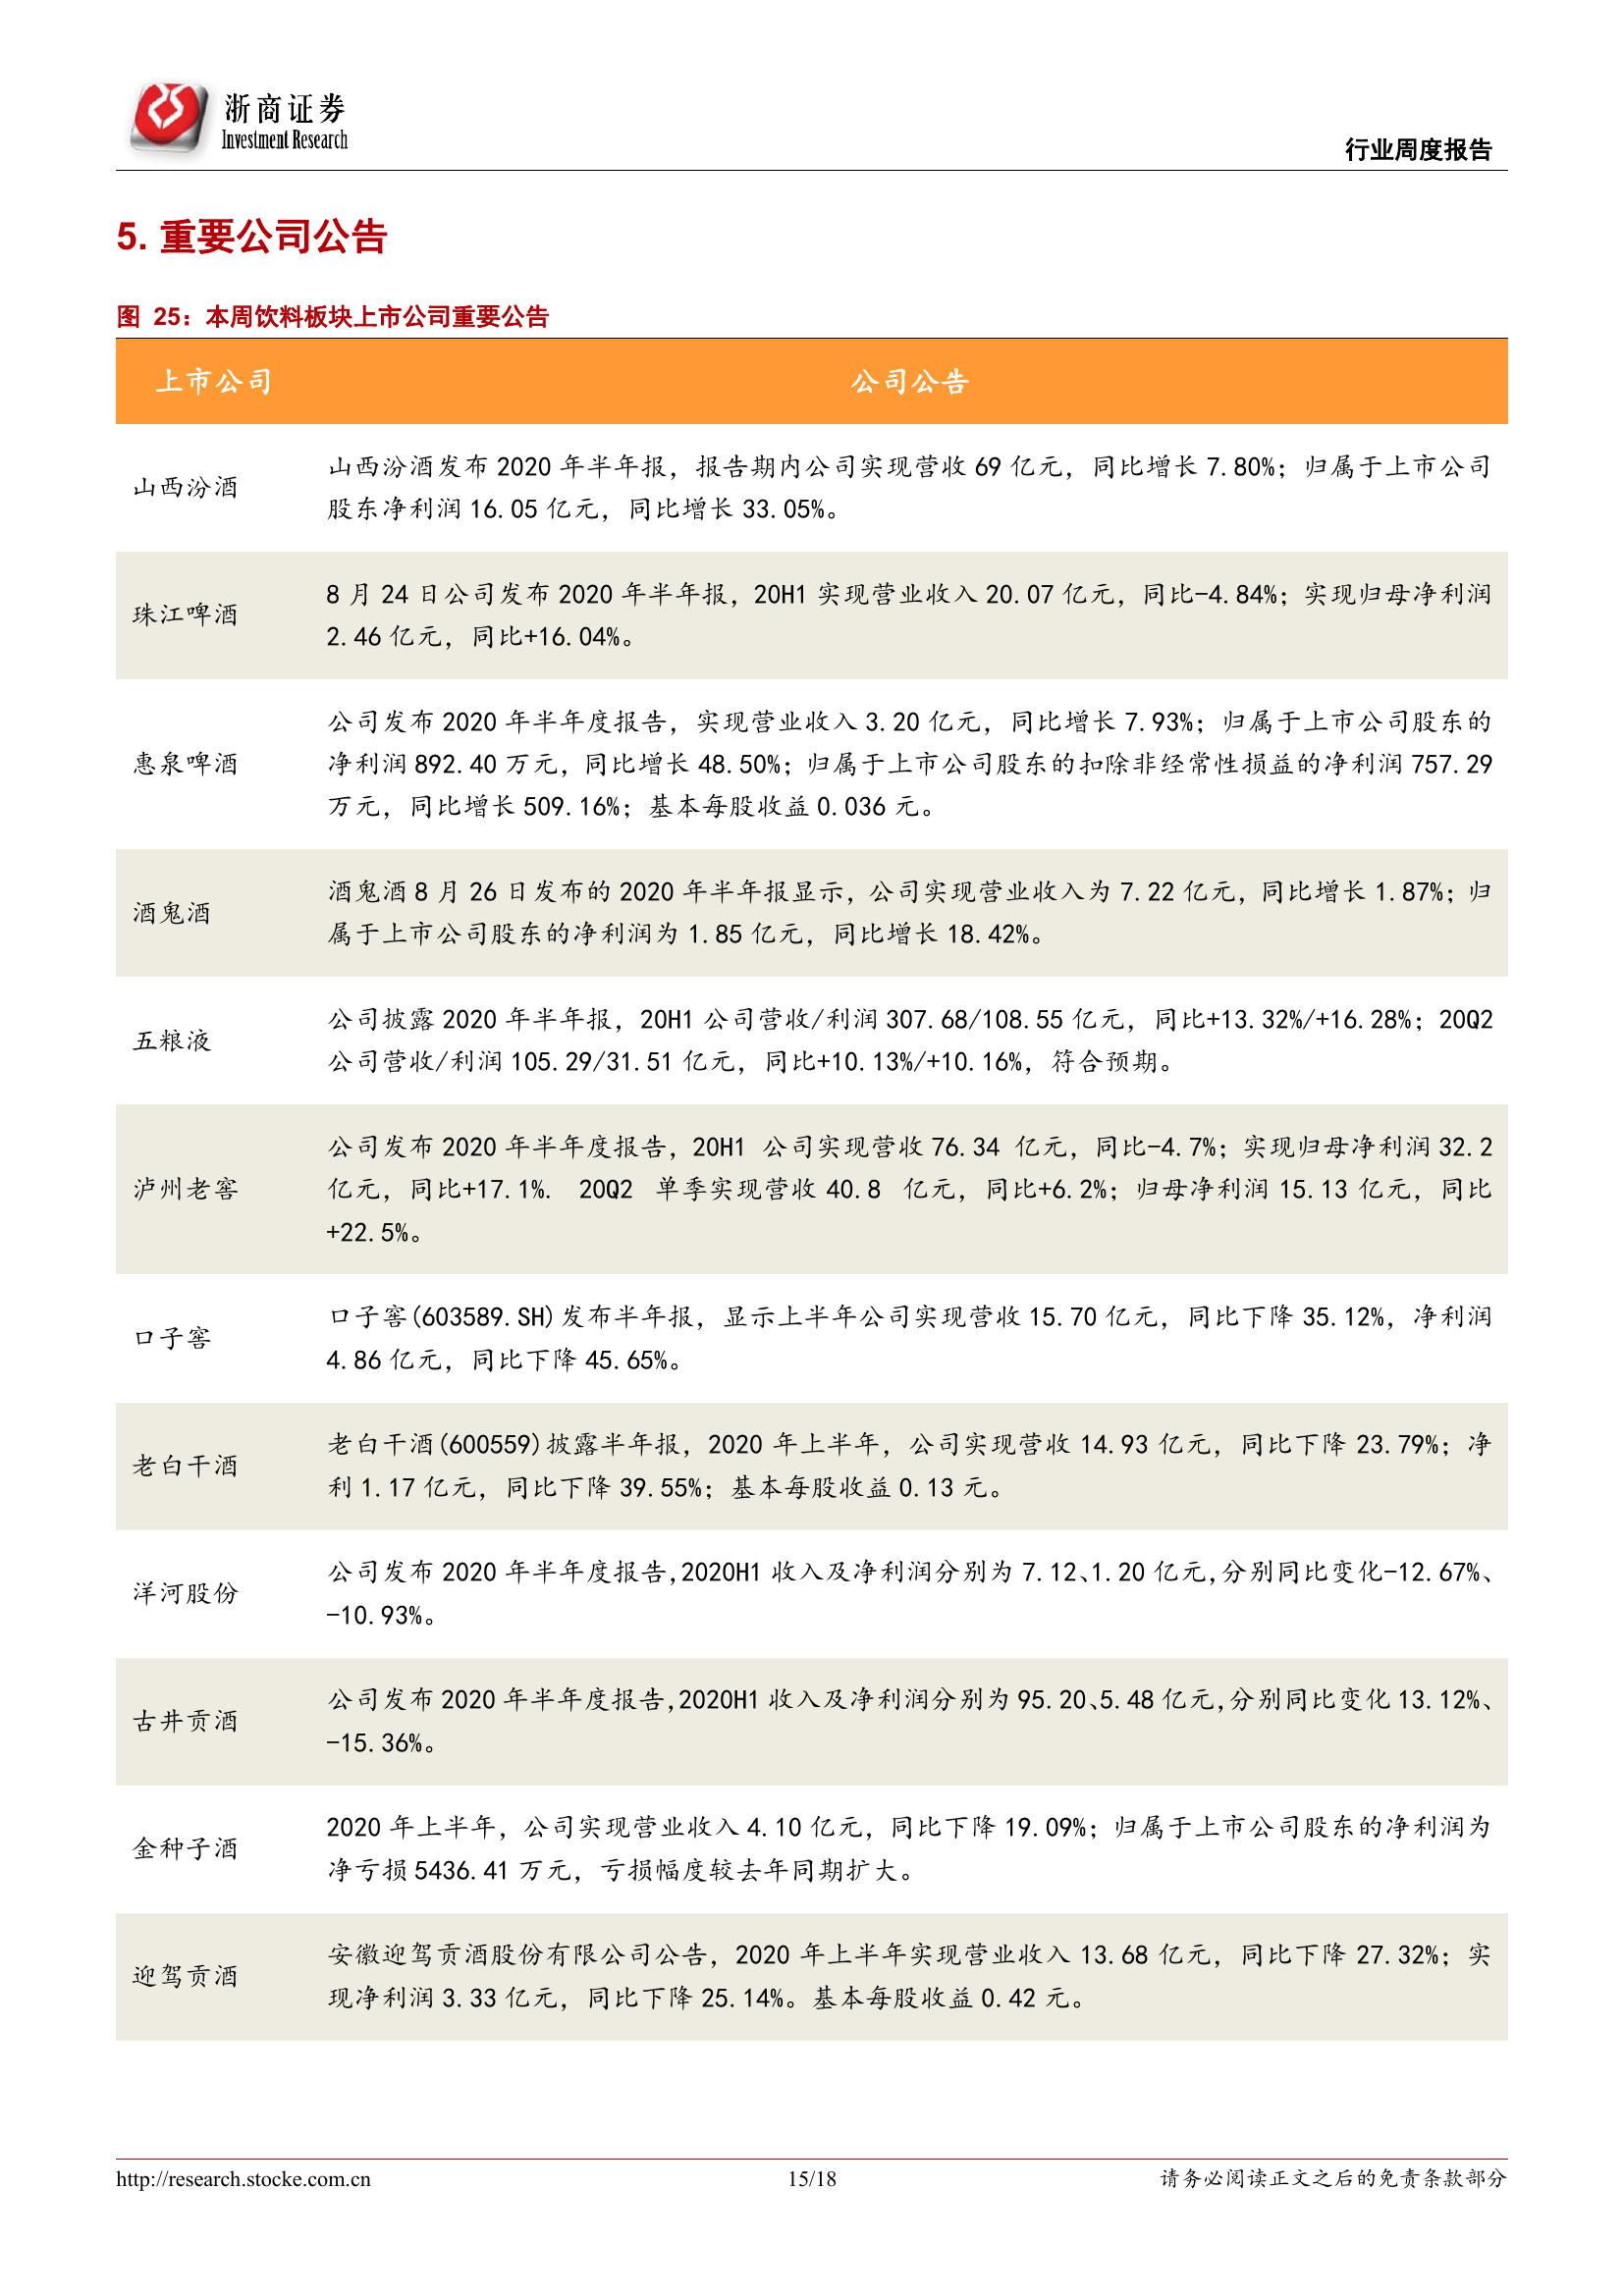 浙商证券
Investment Research
行业周度报告
5. 重要公司公告
图 25：本周饮料板块上市公司重要公告
上市公司 公司公告
山西汾酒
山西汾酒发布 2020 年半年报，报告期内公司实现营收 69 亿元，同比增长 7.80%；归属于上市公司
股东净利润 16.05 亿元，同比增长 33.05%。
珠江啤酒
8 月 24 日公司发布 2020 年半年报，20H1 实现营业收入 20.07 亿元，同比-4.84%；实现归母净利润
2.46 亿元，同比+16.04%。
惠泉啤酒
公司发布 2020 年半年度报告，实现营业收入 3.20 亿元，同比增长 7.93%；归属于上市公司股东的
净利润 892.40 万元，同比增长 48.50%；归属于上市公司股东的扣除非经常性损益的净利润 757.29
万元，同比增长 509.16%；基本每股收益 0.036 元。
酒鬼酒
酒鬼酒 8 月 26 日发布的 2020 年半年报显示，公司实现营业收入为 7.22 亿元，同比增长 1.87%；归
属于上市公司股东的净利润为 1.85 亿元，同比增长 18.42%。
五粮液
公司披露 2020 年半年报，20H1 公司营收/利润 307.68/108.55 亿元，同比+13.32%/+16.28%；20Q2
公司营收/利润 105.29/31.51 亿元，同比+10.13%/+10.16%，符合预期。
泸州老窖
公司发布 2020 年半年度报告，20H1 公司实现营收 76.34 亿元，同比-4.7%；实现归母净利润 32.2
亿元，同比+17.1%. 20Q2 单季实现营收 40.8 亿元，同比+6.2%；归母净利润 15.13 亿元，同比
+22.5%。
口子窖
口子窖(603589.SH)发布半年报，显示上半年公司实现营收 15.70 亿元，同比下降 35.12%，净利润
4.86 亿元，同比下降 45.65%。
老白干酒
老白干酒(600559)披露半年报，2020 年上半年，公司实现营收 14.93 亿元，同比下降 23.79%；净
利 1.17 亿元，同比下降 39.55%；基本每股收益 0.13 元。
洋河股份
公司发布 2020 年半年度报告,2020H1 收入及净利润分别为 7.12、1.20 亿元,分别同比变化-12.67%、
-10.93%。
古井贡酒
公司发布 2020 年半年度报告,2020H1 收入及净利润分别为 95.20、5.48 亿元,分别同比变化 13.12%、
-15.36%。
金种子酒
2020 年上半年，公司实现营业收入 4.10 亿元，同比下降 19.09%；归属于上市公司股东的净利润为
净亏损 5436.41 万元，亏损幅度较去年同期扩大。
迎驾贡酒
安徽迎驾贡酒股份有限公司公告，2020 年上半年实现营业收入 13.68 亿元，同比下降 27.32%；实
现净利润 3.33 亿元，同比下降 25.14%。基本每股收益 0.42 元。
http://research.stocke.com.cn 15/18 请务必阅读正文之后的免责条款部分